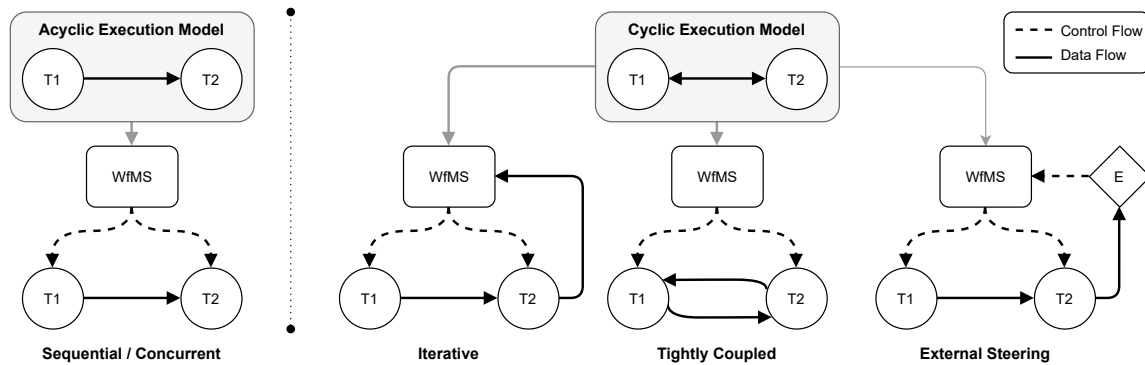 Acyclic Execution Model
T1
T2
WfMS
T1
T2
Sequential / Concurrent
Cyclic Execution Model
T1
T2
WfMS
T1
T2
Iterative
WfMS
T1
T2
Tightly Coupled
WfMS
E
T1
T2
External Steering
Control Flow
Data Flow